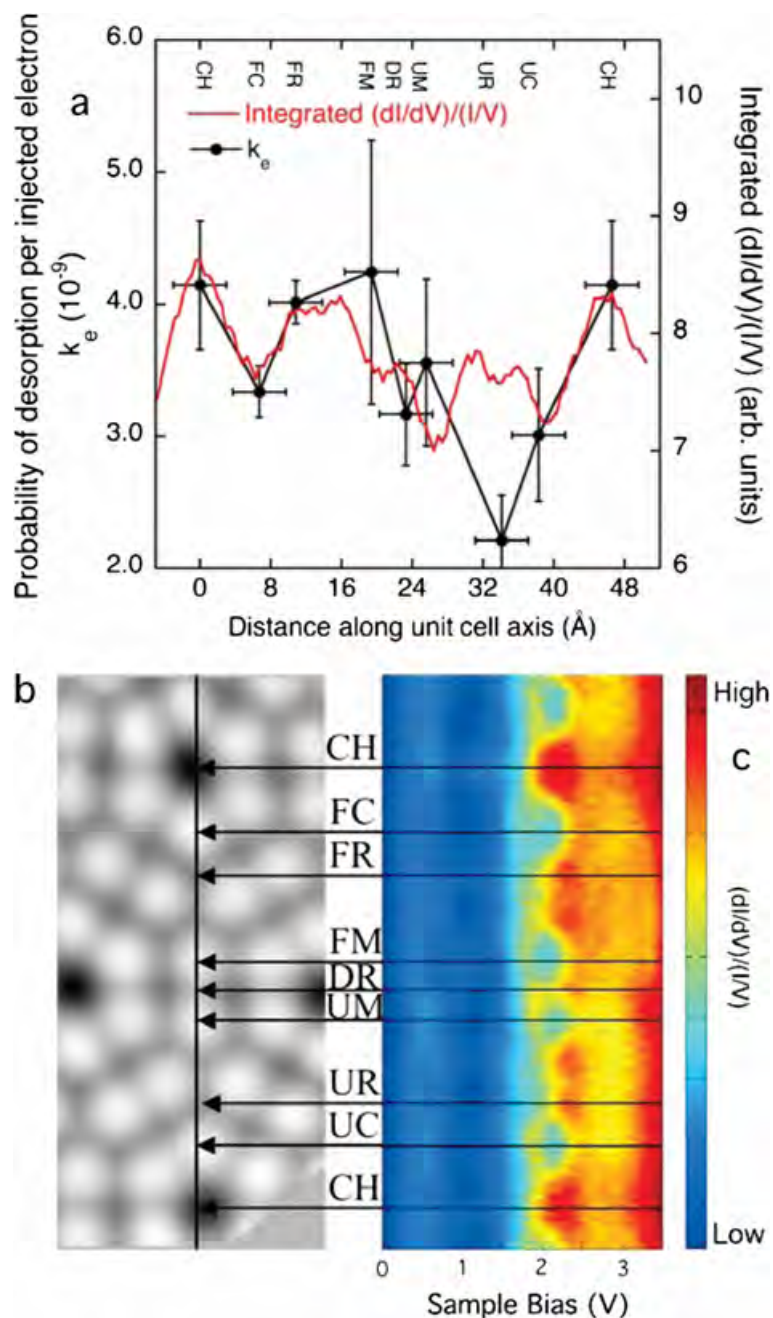 6.0
5.0
4.0
3.0
2.0
Probability of desorption per injected electron
kₑ (10⁻⁹)
a
CH
FC
FR
FM
DR
UM
UR
UC
CH
Integrated (dI/dV)/(I/V)
kₑ
10
9
8
7
6
Integrated (dI/dV)/(I/V) (arb. units)
0 8 16 24 32 40 48
Distance along unit cell axis (Å)
b
CH
FC
FR
FM
DR
UM
UR
UC
CH
0 1 2 3
Sample Bias (V)
High
c
(dI/dV)/(I/V)
Low